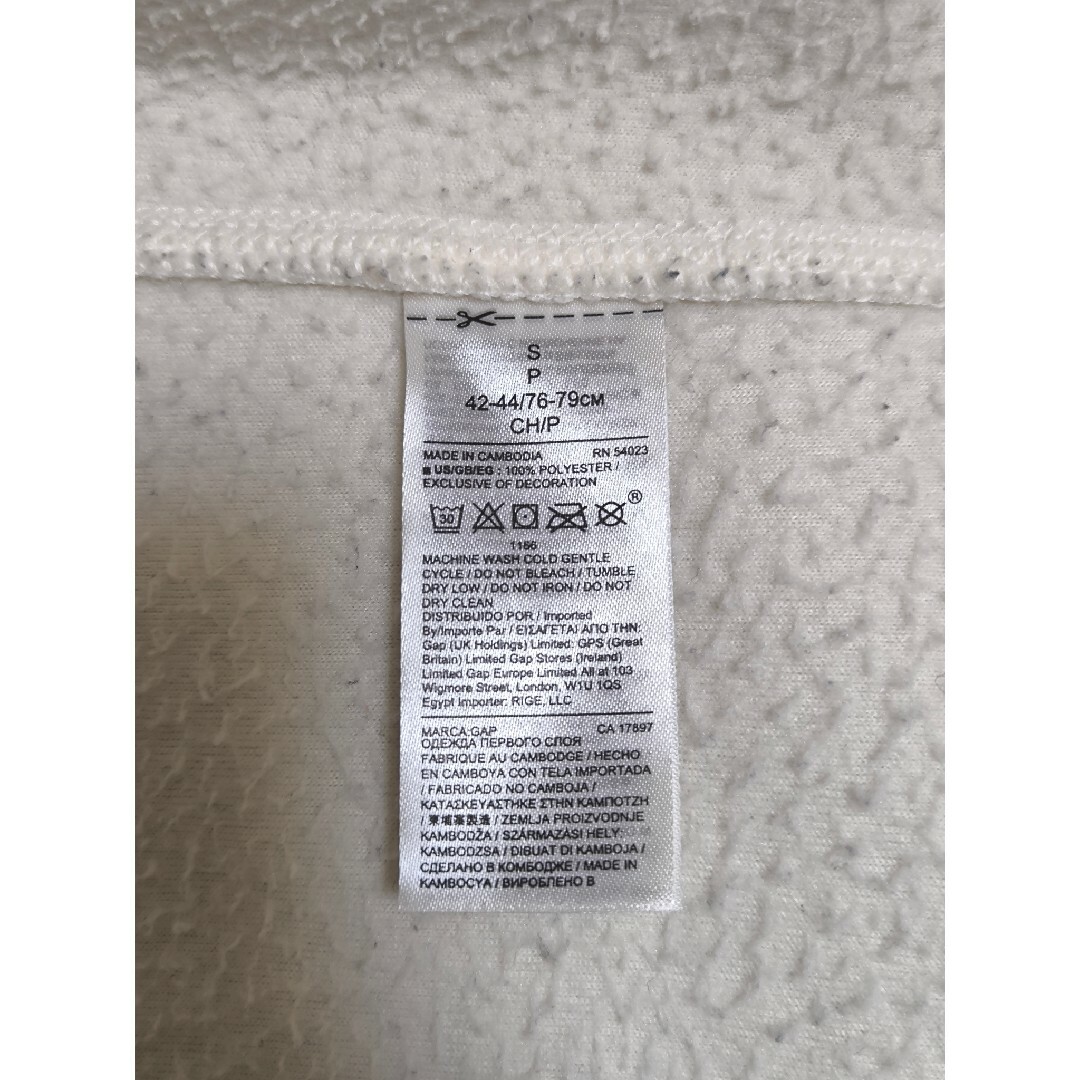 S
P
42-44/76-79CM
CH/P
MADE IN CAMBODIA RN 54023
■ US/GB/EG : 100% POLYESTER /
EXCLUSIVE OF DECORATION
30 ®
1166
MACHINE WASH COLD GENTLE
CYCLE / DO NOT BLEACH / TUMBLE
DRY LOW / DO NOT IRON / DO NOT
DRY CLEAN
DISTRIBUIDO POR / Imported
By/Importe Par / ΕΙΣΑΓΕΤΑΙ ΑΠΟ ΤΗΝ:
Gap (UK Holdings) Limited: GPS (Great
Britain) Limited Gap Stores (Ireland)
Limited Gap Europe Limited All at 103
Wigmore Street, London, W1U 1QS
Egypt Importer: RIGE, LLC
MARCA:GAP CA 17897
ОДЕЖДА ПЕРВОГО СЛОЯ
FABRIQUE AU CAMBODGE / HECHO
EN CAMBOYA CON TELA IMPORTADA
/ FABRICADO NO CAMBOJA /
ΚΑΤΑΣΚΕΥΑΣΤΗΚΕ ΣΤΗΝ ΚΑΜΠΟΤΖΗ
/ 柬埔寨製造 / ZEMLJA PROIZVODNJE
KAMBODŽA / SZÁRMAZÁSI HELY
KAMBODZSA / DIBUAT DI KAMBOJA /
СДЕЛАНО В КОМБОДЖЕ / MADE IN
KAMBOCYA / ВИРОБЛЕНО В